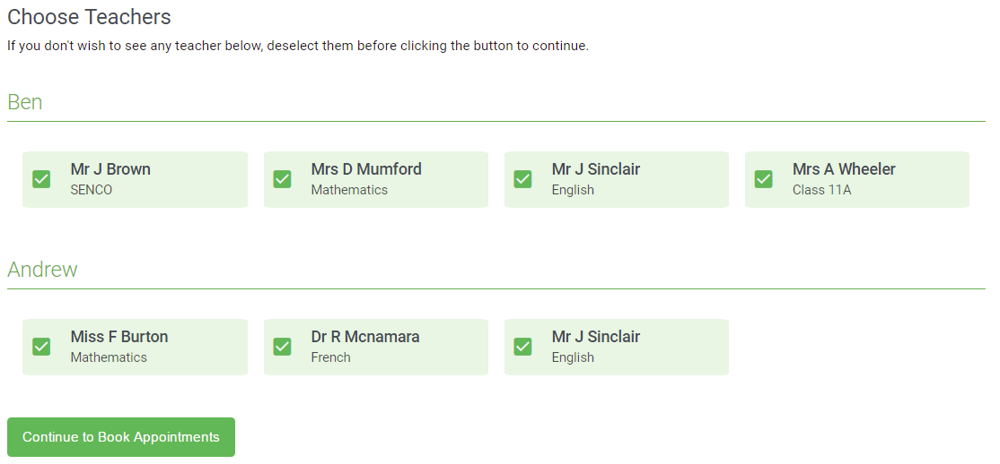 Choose Teachers
If you don't wish to see any teacher below, deselect them before clicking the button to continue.
Ben
Mr J Brown
SENCO
Mrs D Mumford
Mathematics
Mr J Sinclair
English
Mrs A Wheeler
Class 11A
Andrew
Miss F Burton
Mathematics
Dr R Mcnamara
French
Mr J Sinclair
English
Continue to Book Appointments